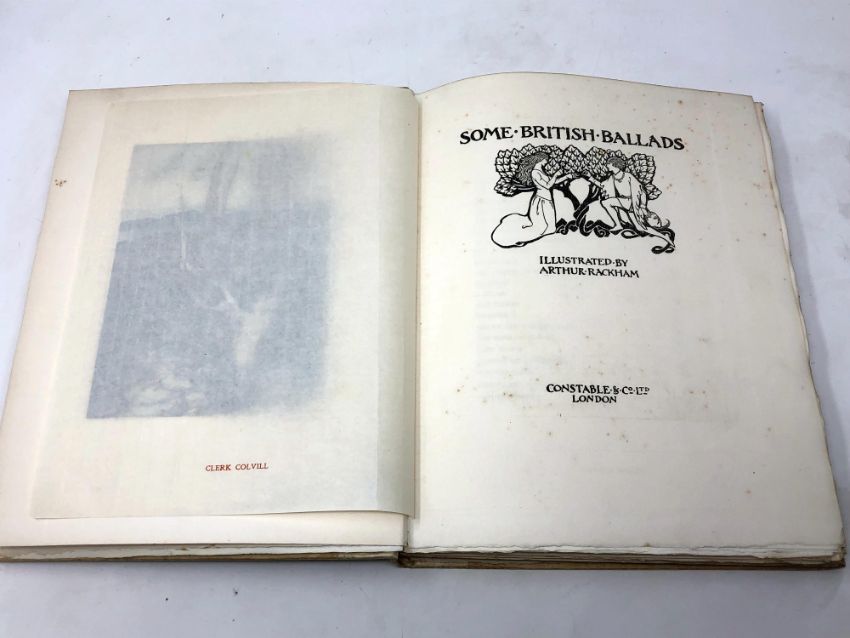 CLERK COLVILL
SOME·BRITISH·BALLADS
ILLUSTRATED·BY
ARTHUR·RACKHAM
CONSTABLE·&·CO·LTD
LONDON